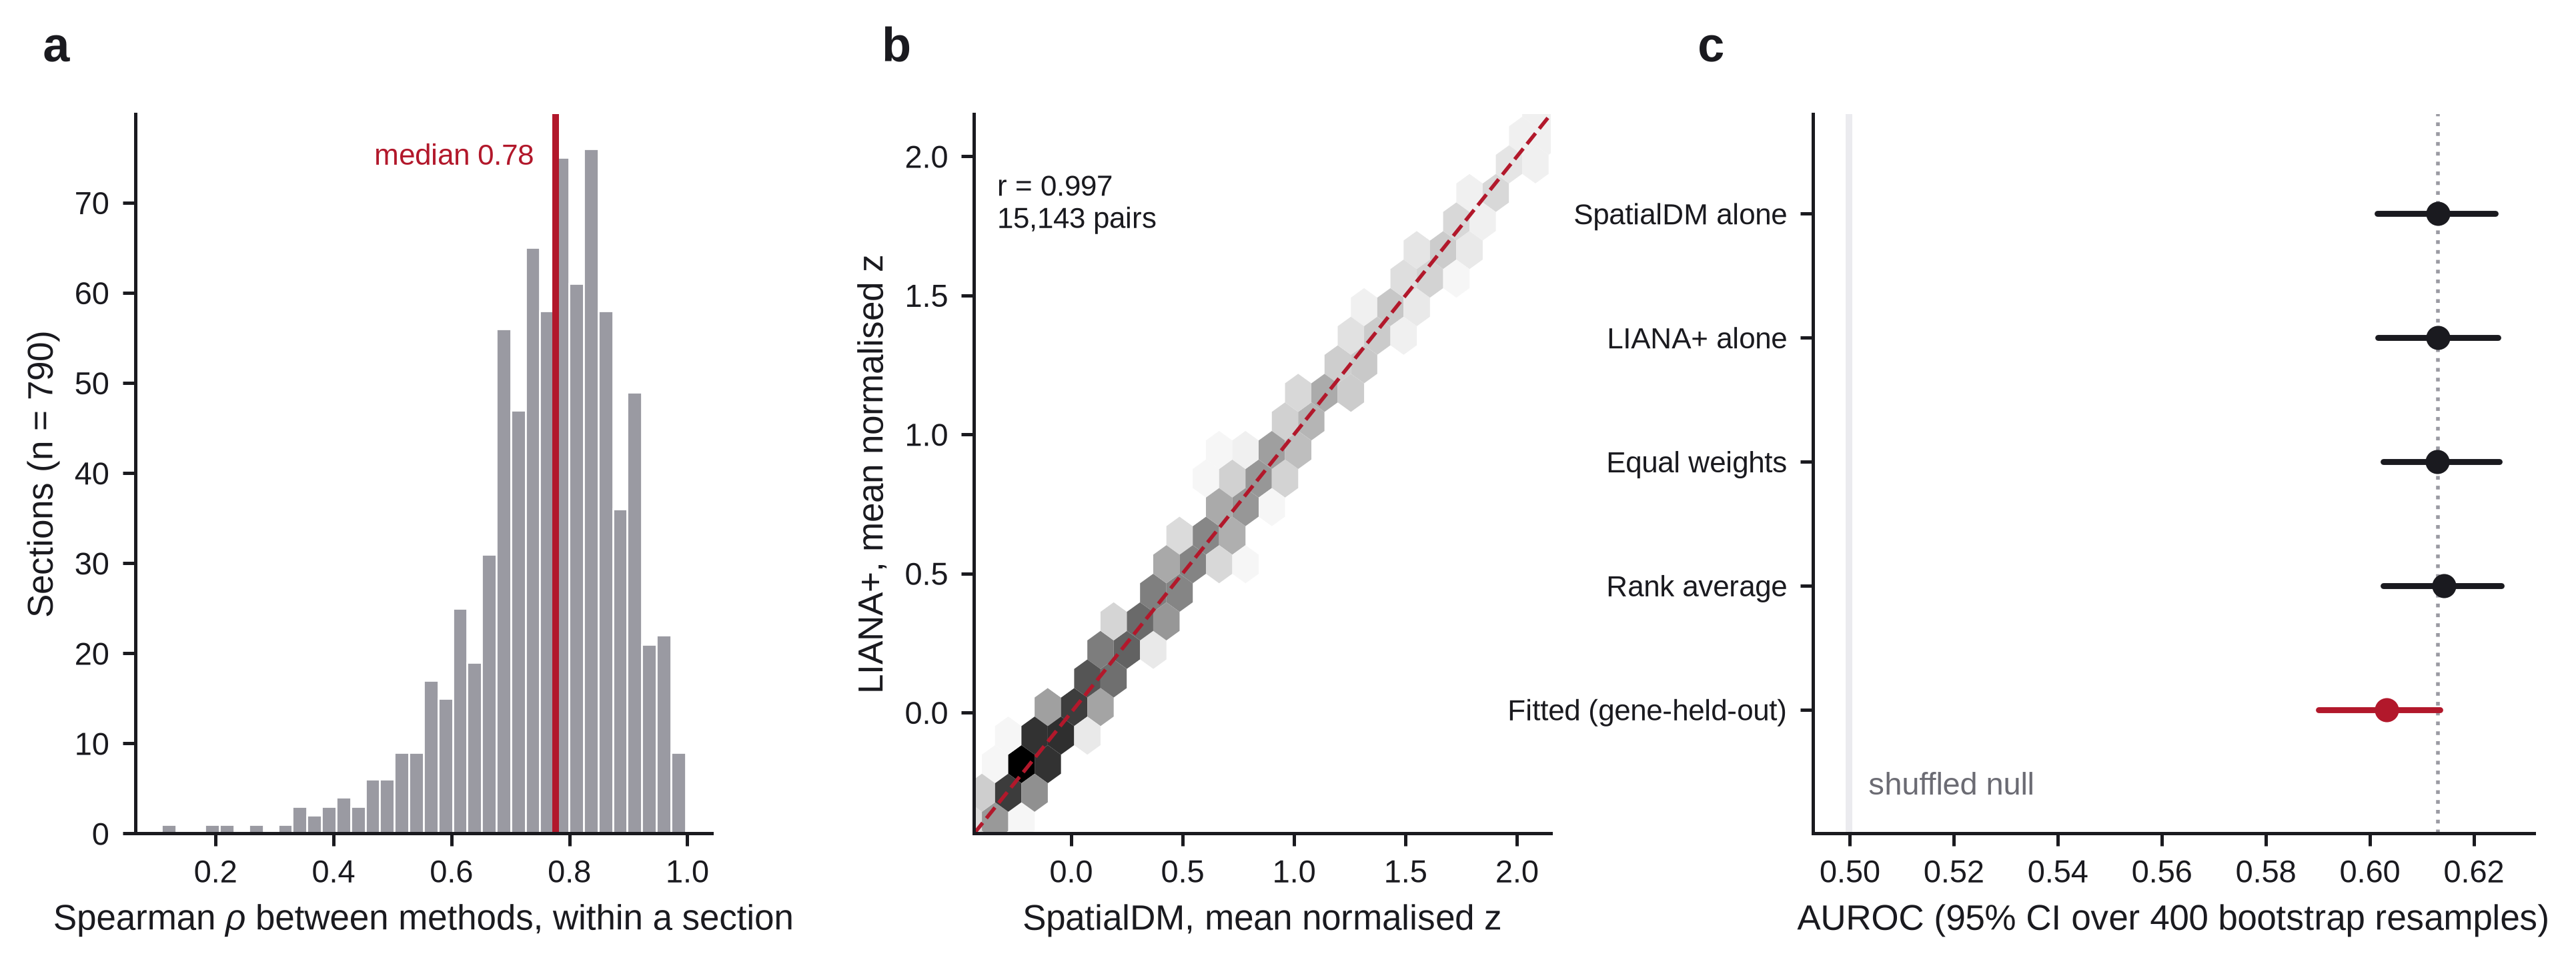 a
median 0.78
70
60
50
40
30
20
10
0
Sections (n = 790)
0.2
0.4
0.6
0.8
1.0
Spearman ρ between methods, within a section
b
r = 0.997
15,143 pairs
2.0
1.5
1.0
0.5
0.0
LIANA+, mean normalised z
0.0
0.5
1.0
1.5
2.0
SpatialDM, mean normalised z
c
SpatialDM alone
LIANA+ alone
Equal weights
Rank average
Fitted (gene-held-out)
shuffled null
0.50
0.52
0.54
0.56
0.58
0.60
0.62
AUROC (95% CI over 400 bootstrap resamples)